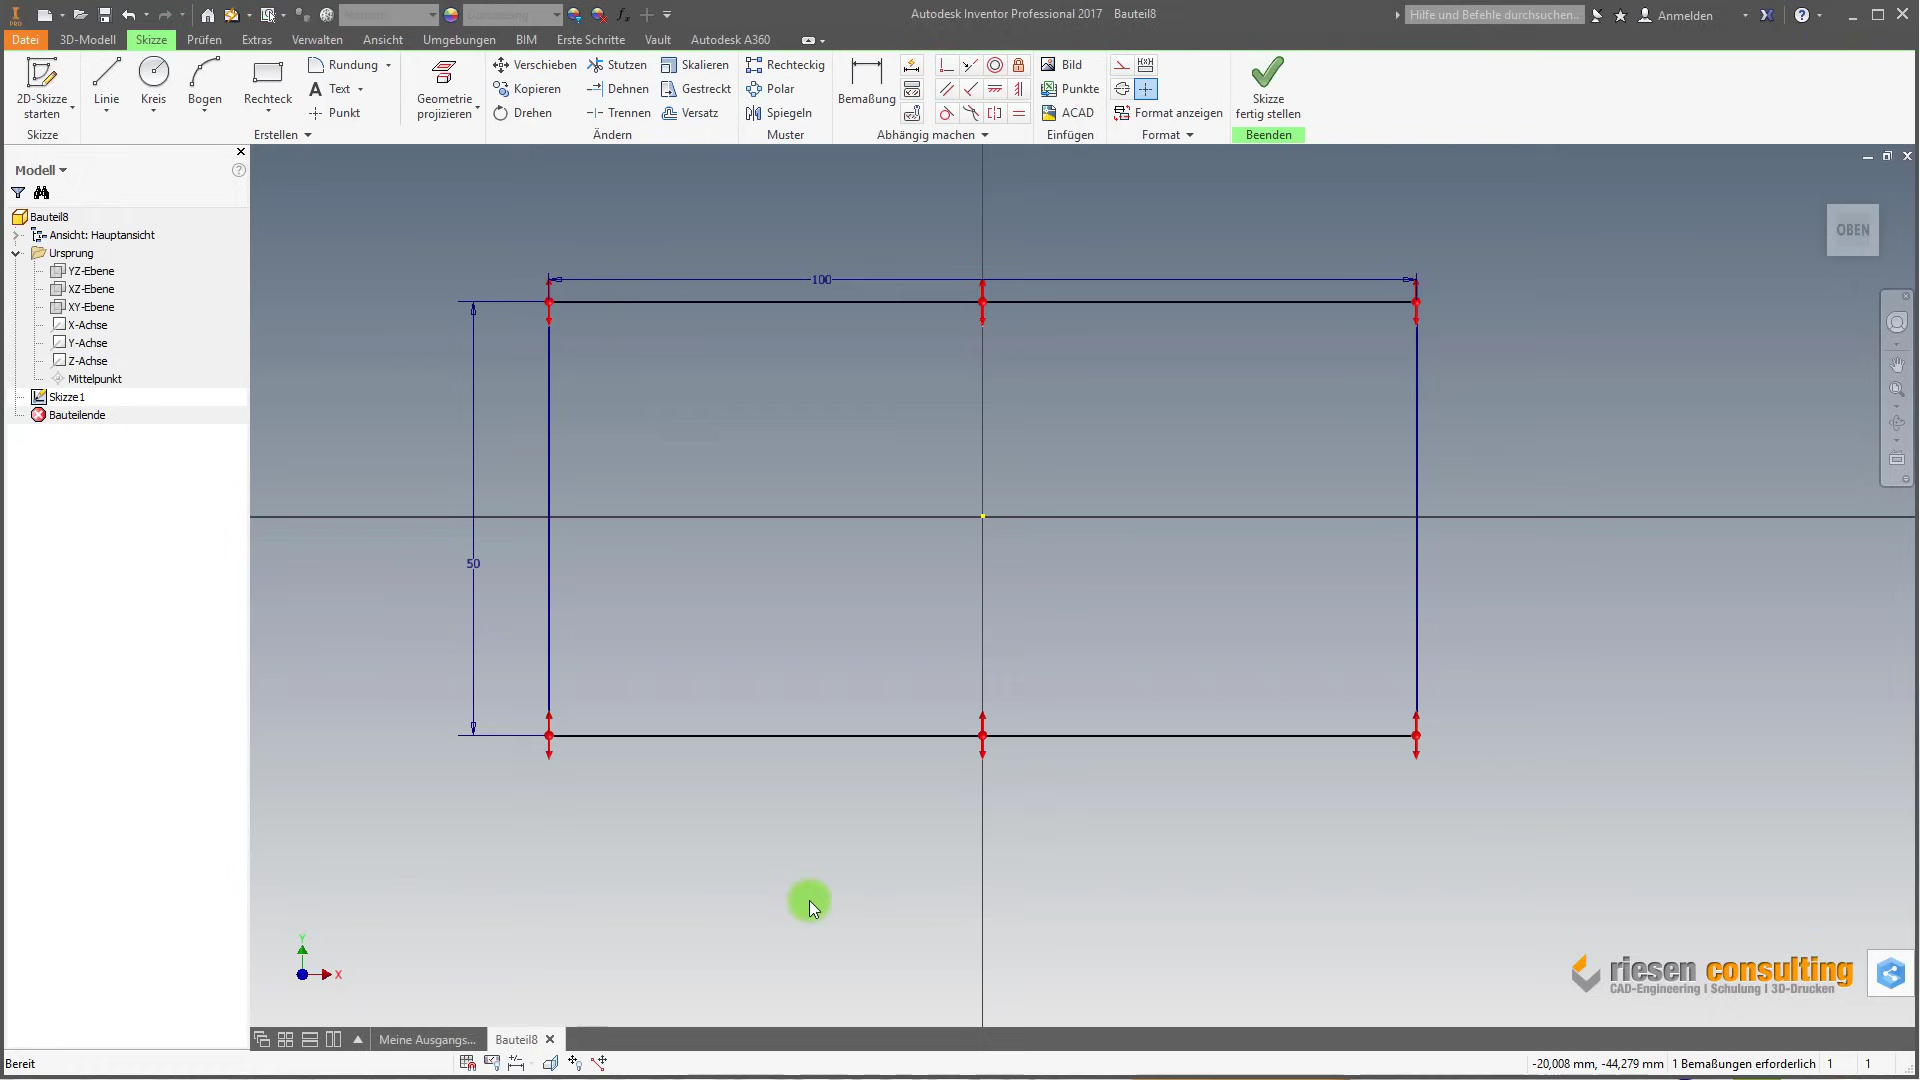 Autodesk Inventor Professional 2017 Bauteil8
Hilfe und Befehle durchsuchen...
Anmelden
Datei 3D-Modell Skizze Prüfen Extras Verwalten Ansicht Umgebungen BIM Erste Schritte Vault Autodesk A360
2D-Skizze starten
Linie
Kreis
Bogen
Rechteck
Rundung
Text
Punkt
Geometrie projizieren
Verschieben
Kopieren
Drehen
Stutzen
Dehnen
Trennen
Skalieren
Gestreckt
Versatz
Rechteckig
Polar
Spiegeln
Bemaßung
Bild
Punkte
ACAD
Format anzeigen
Skizze fertig stellen
Skizze Erstellen Ändern Muster Abhängig machen Einfügen Format Beenden
Modell
Bauteil8
Ansicht: Hauptansicht
Ursprung
YZ-Ebene
XZ-Ebene
XY-Ebene
X-Achse
Y-Achse
Z-Achse
Mittelpunkt
Skizze1
Bauteilende
OBEN
100
50
Y
X
riesen consulting
CAD-Engineering I Schulung I 3D-Drucken
Meine Ausgangs... Bauteil8
Bereit
-20,008 mm, -44,279 mm 1 Bemaßungen erforderlich 1 1